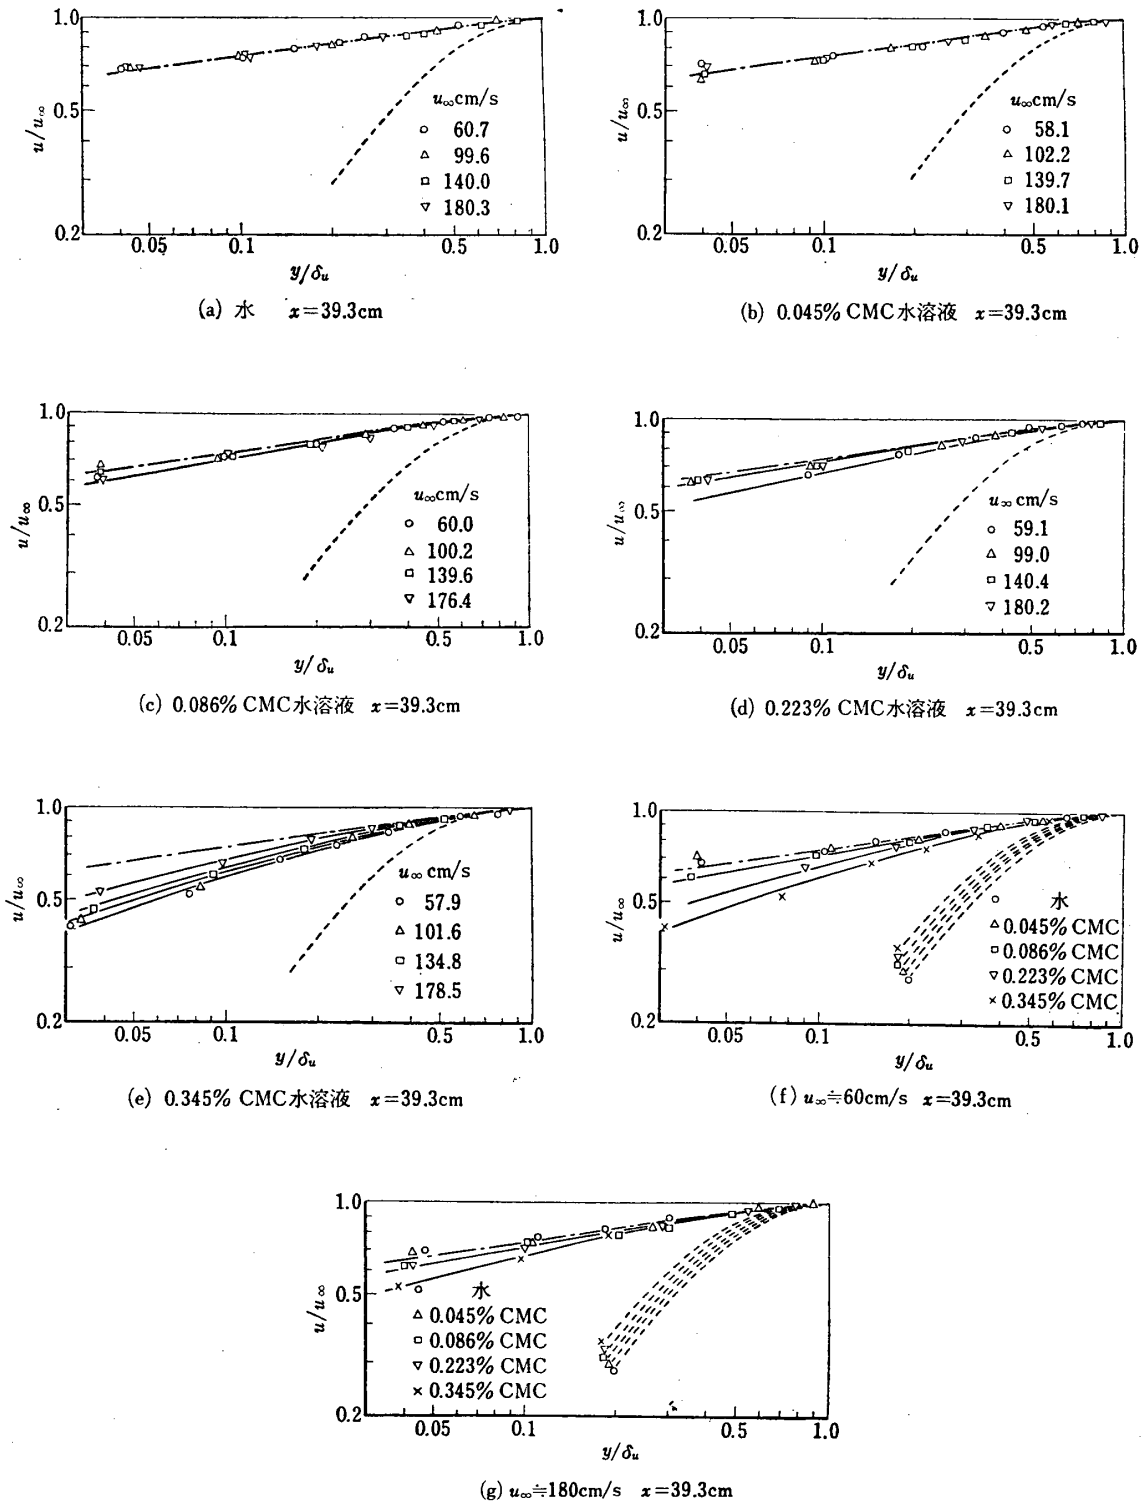 1.0
0.5
0.2
u/u∞
u∞cm/s
60.7
99.6
140.0
180.3
0.05 0.1 0.5 1.0
y/δu
(a) 水 x=39.3cm
1.0
0.5
0.2
u/u∞
u∞cm/s
58.1
102.2
139.7
180.1
0.05 0.1 0.5 1.0
y/δu
(b) 0.045% CMC水溶液 x=39.3cm
1.0
0.5
0.2
u/u∞
u∞cm/s
60.0
100.2
139.6
176.4
0.05 0.1 0.5 1.0
y/δu
(c) 0.086% CMC水溶液 x=39.3cm
1.0
0.5
0.2
u/u∞
u∞ cm/s
59.1
99.0
140.4
180.2
0.05 0.1 0.5 1.0
y/δu
(d) 0.223% CMC水溶液 x=39.3cm
1.0
0.5
0.2
u/u∞
u∞ cm/s
57.9
101.6
134.8
178.5
0.05 0.1 0.5 1.0
y/δu
(e) 0.345% CMC水溶液 x=39.3cm
1.0
0.5
0.2
u/u∞
水
0.045% CMC
0.086% CMC
0.223% CMC
0.345% CMC
0.05 0.1 0.5 1.0
y/δu
(f) u∞≒60cm/s x=39.3cm
1.0
0.5
0.2
u/u∞
水
0.045% CMC
0.086% CMC
0.223% CMC
0.345% CMC
0.05 0.1 0.5 1.0
y/δu
(g) u∞≒180cm/s x=39.3cm